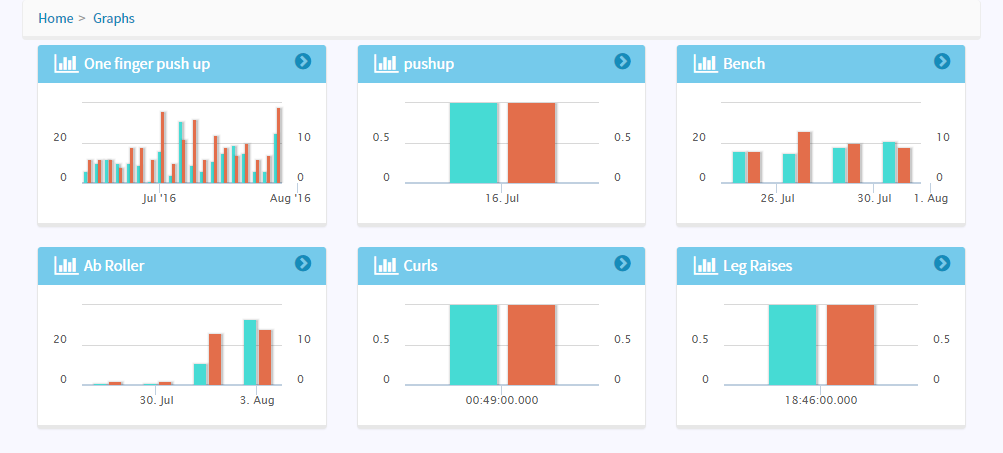 Home > Graphs
One finger push up
20 10
0 0
Jul '16 Aug '16
pushup
0.5 0.5
0 0
16. Jul
Bench
20 10
0 0
26. Jul 30. Jul 1. Aug
Ab Roller
20 10
0 0
30. Jul 3. Aug
Curls
0.5 0.5
0 0
00:49:00.000
Leg Raises
0.5 0.5
0 0
18:46:00.000